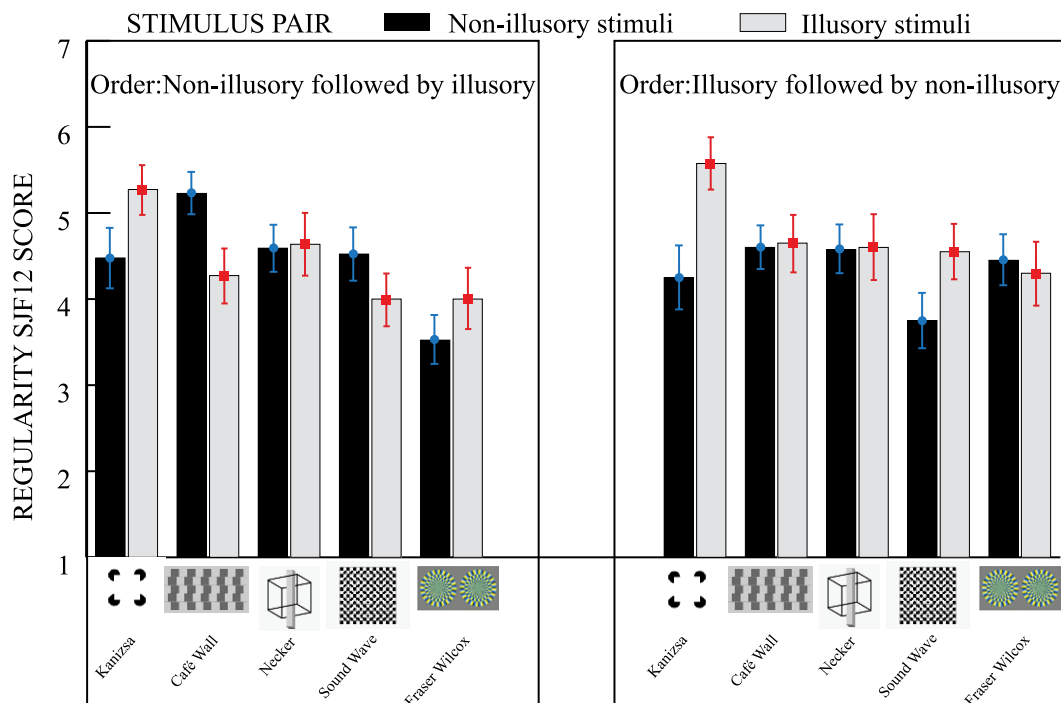 STIMULUS PAIR Non-illusory stimuli Illusory stimuli
Order:Non-illusory followed by illusory
Order:Illusory followed by non-illusory
REGULARITY SJF12 SCORE
7
6
5
4
3
2
1
Kanizsa
Café Wall
Necker
Sound Wave
Fraser Wilcox
Kanizsa
Café Wall
Necker
Sound Wave
Fraser Wilcox